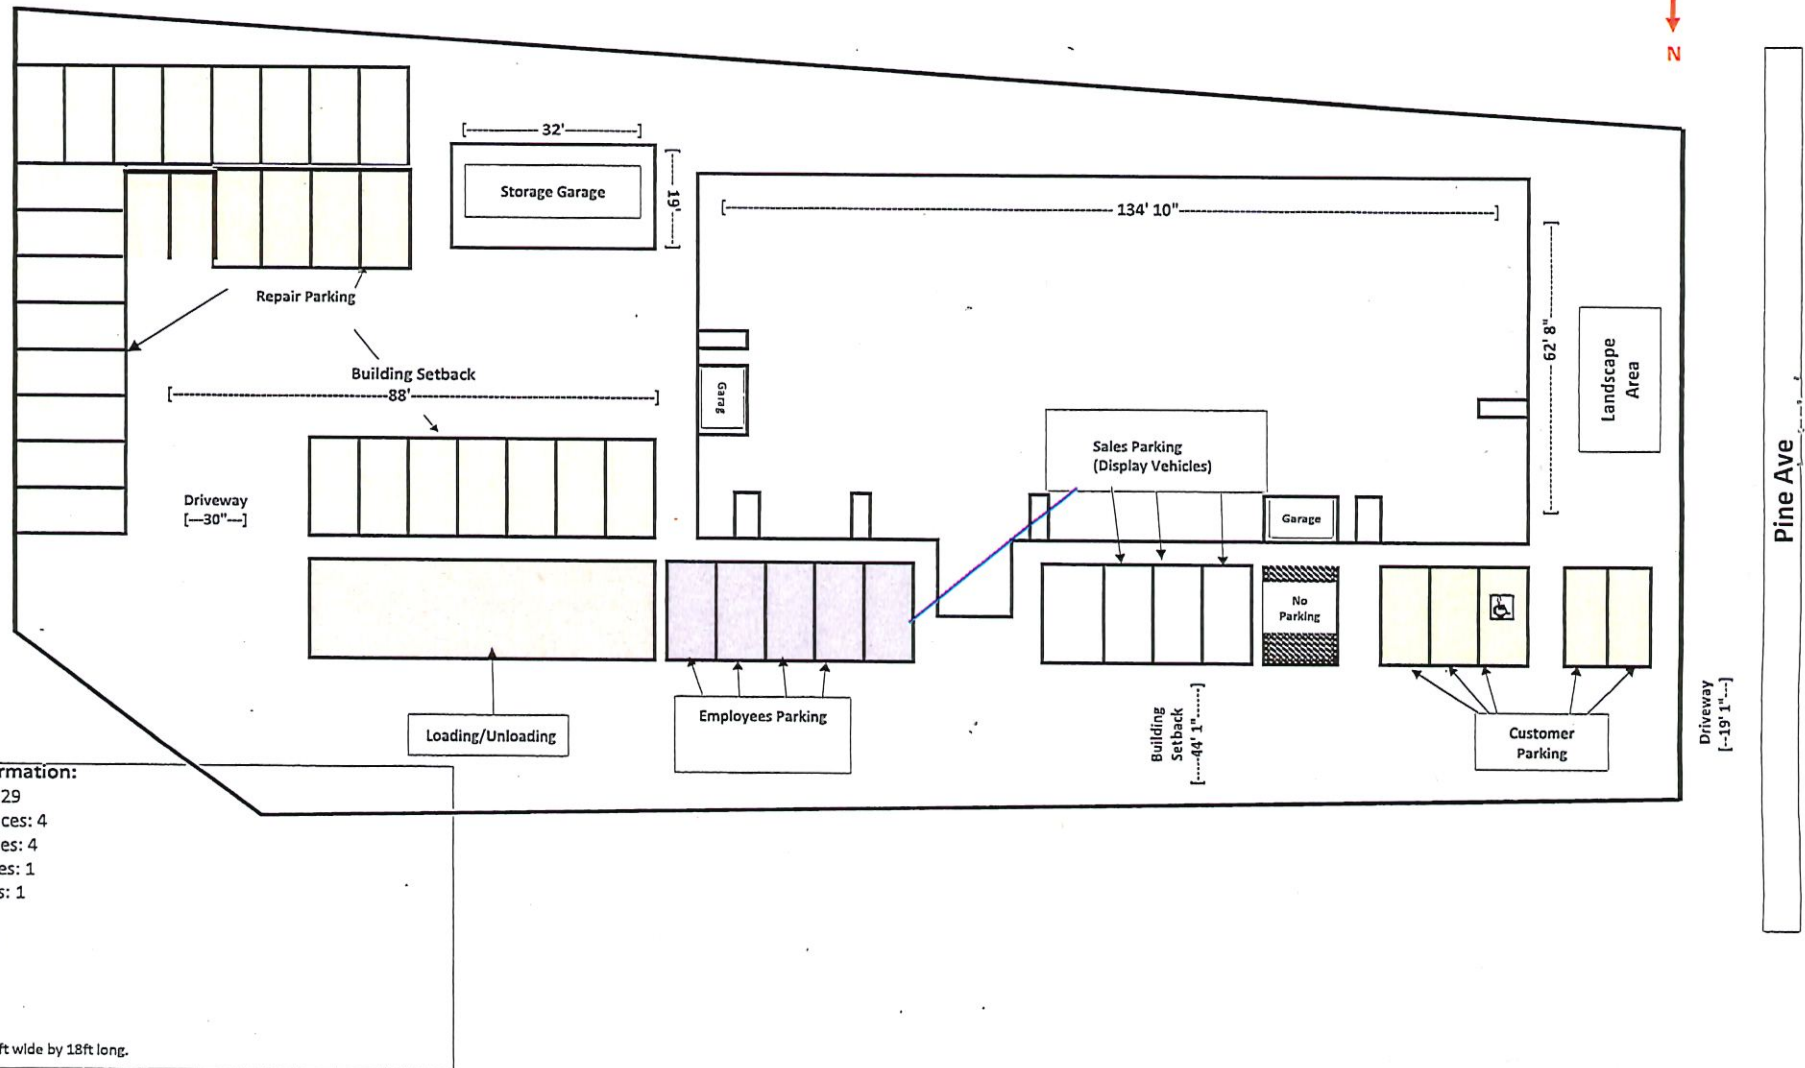 N
[----------- 32'-----------]
Storage Garage
[------ 19' ------]
[-------------------- 134' 10"--------------------]
[------ 62' 8"------]
Landscape
Area
Pine Ave
Repair Parking
Building Setback
[--------------------88'--------------------]
Garag
Sales Parking
(Display Vehicles)
Garage
Driveway
[---30"---]
No
Parking
Employees Parking
Loading/Unloading
Building
Setback
[----44' 1"----]
Customer
Parking
Driveway
[--19' 1"---]
rmation:
29
ces: 4
es: 4
es: 1
s: 1
ft wide by 18ft long.